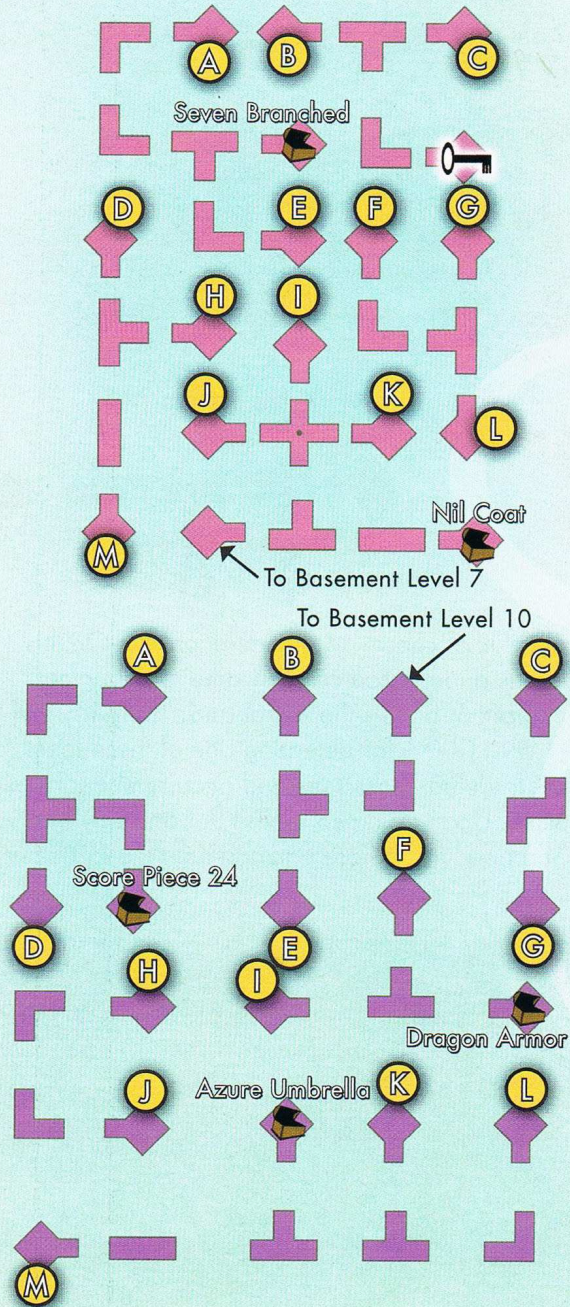 A B C
Seven Branched
D E F G
H I
J K L
M
Nil Coat
To Basement Level 7
To Basement Level 10
A B C
F
Score Piece 24
D E G
H I
Dragon Armor
J Azure Umbrella K L
M